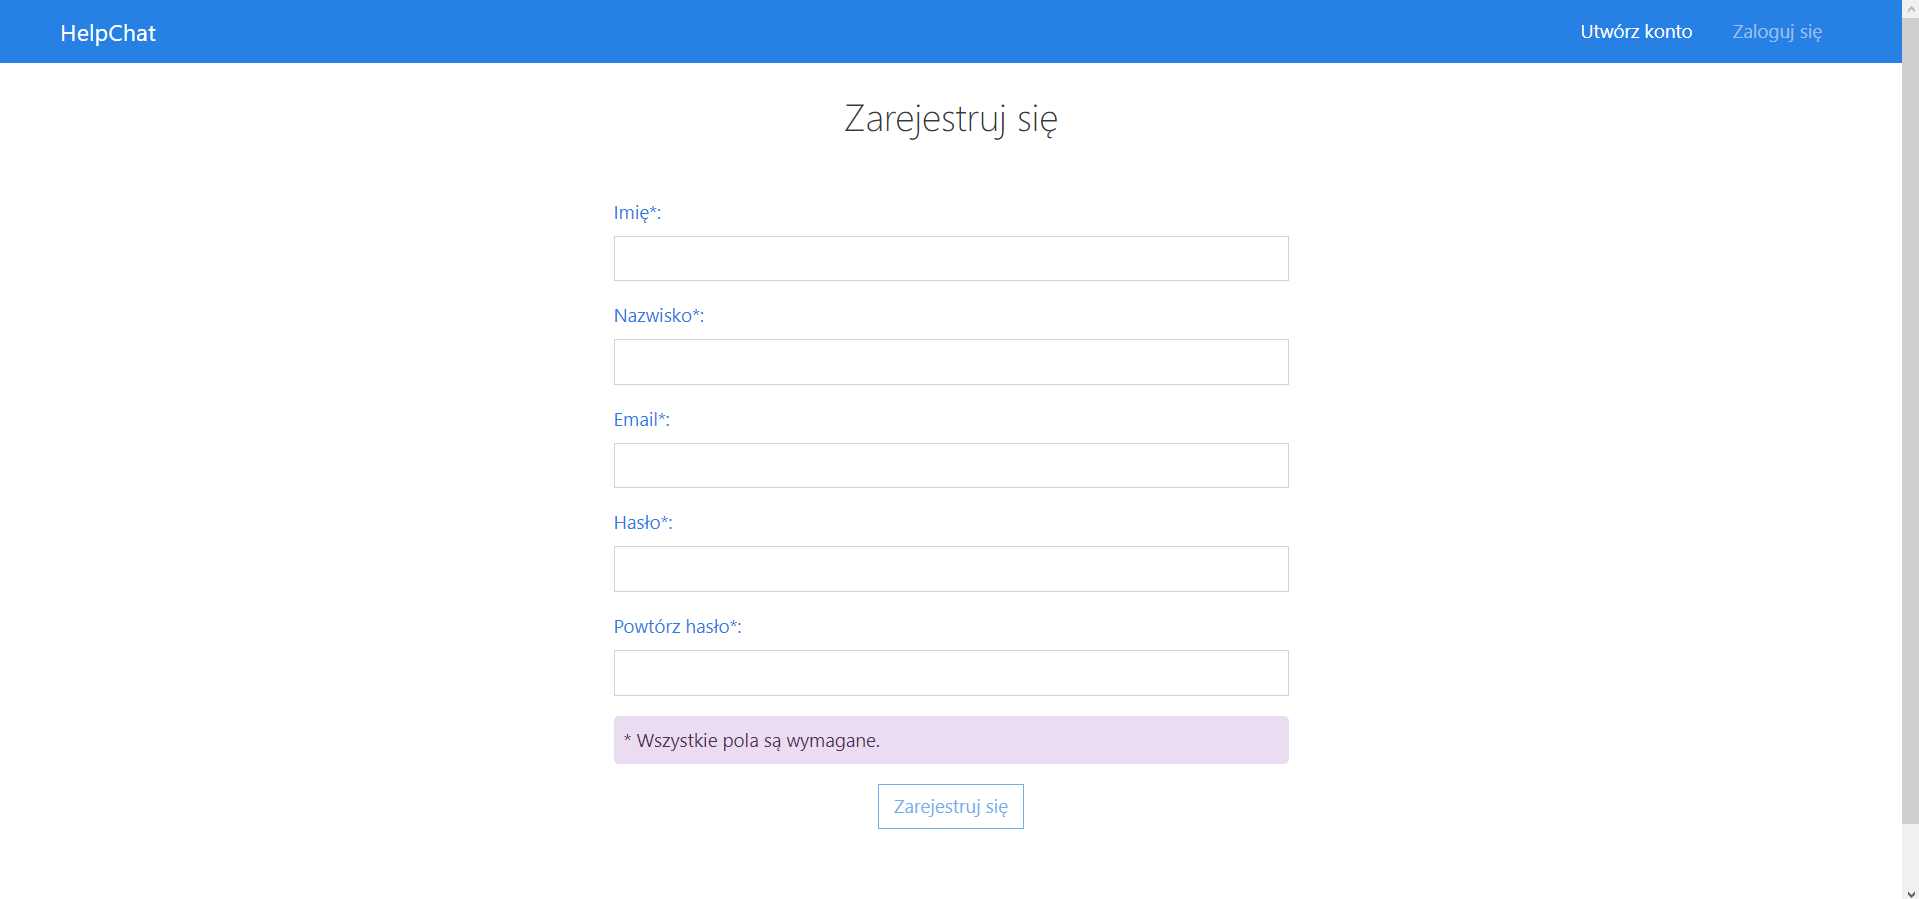 HelpChat
Utwórz konto
Zaloguj się
Zarejestruj się
Imię*:
Nazwisko*:
Email*:
Hasło*:
Powtórz hasło*:
* Wszystkie pola są wymagane.
Zarejestruj się